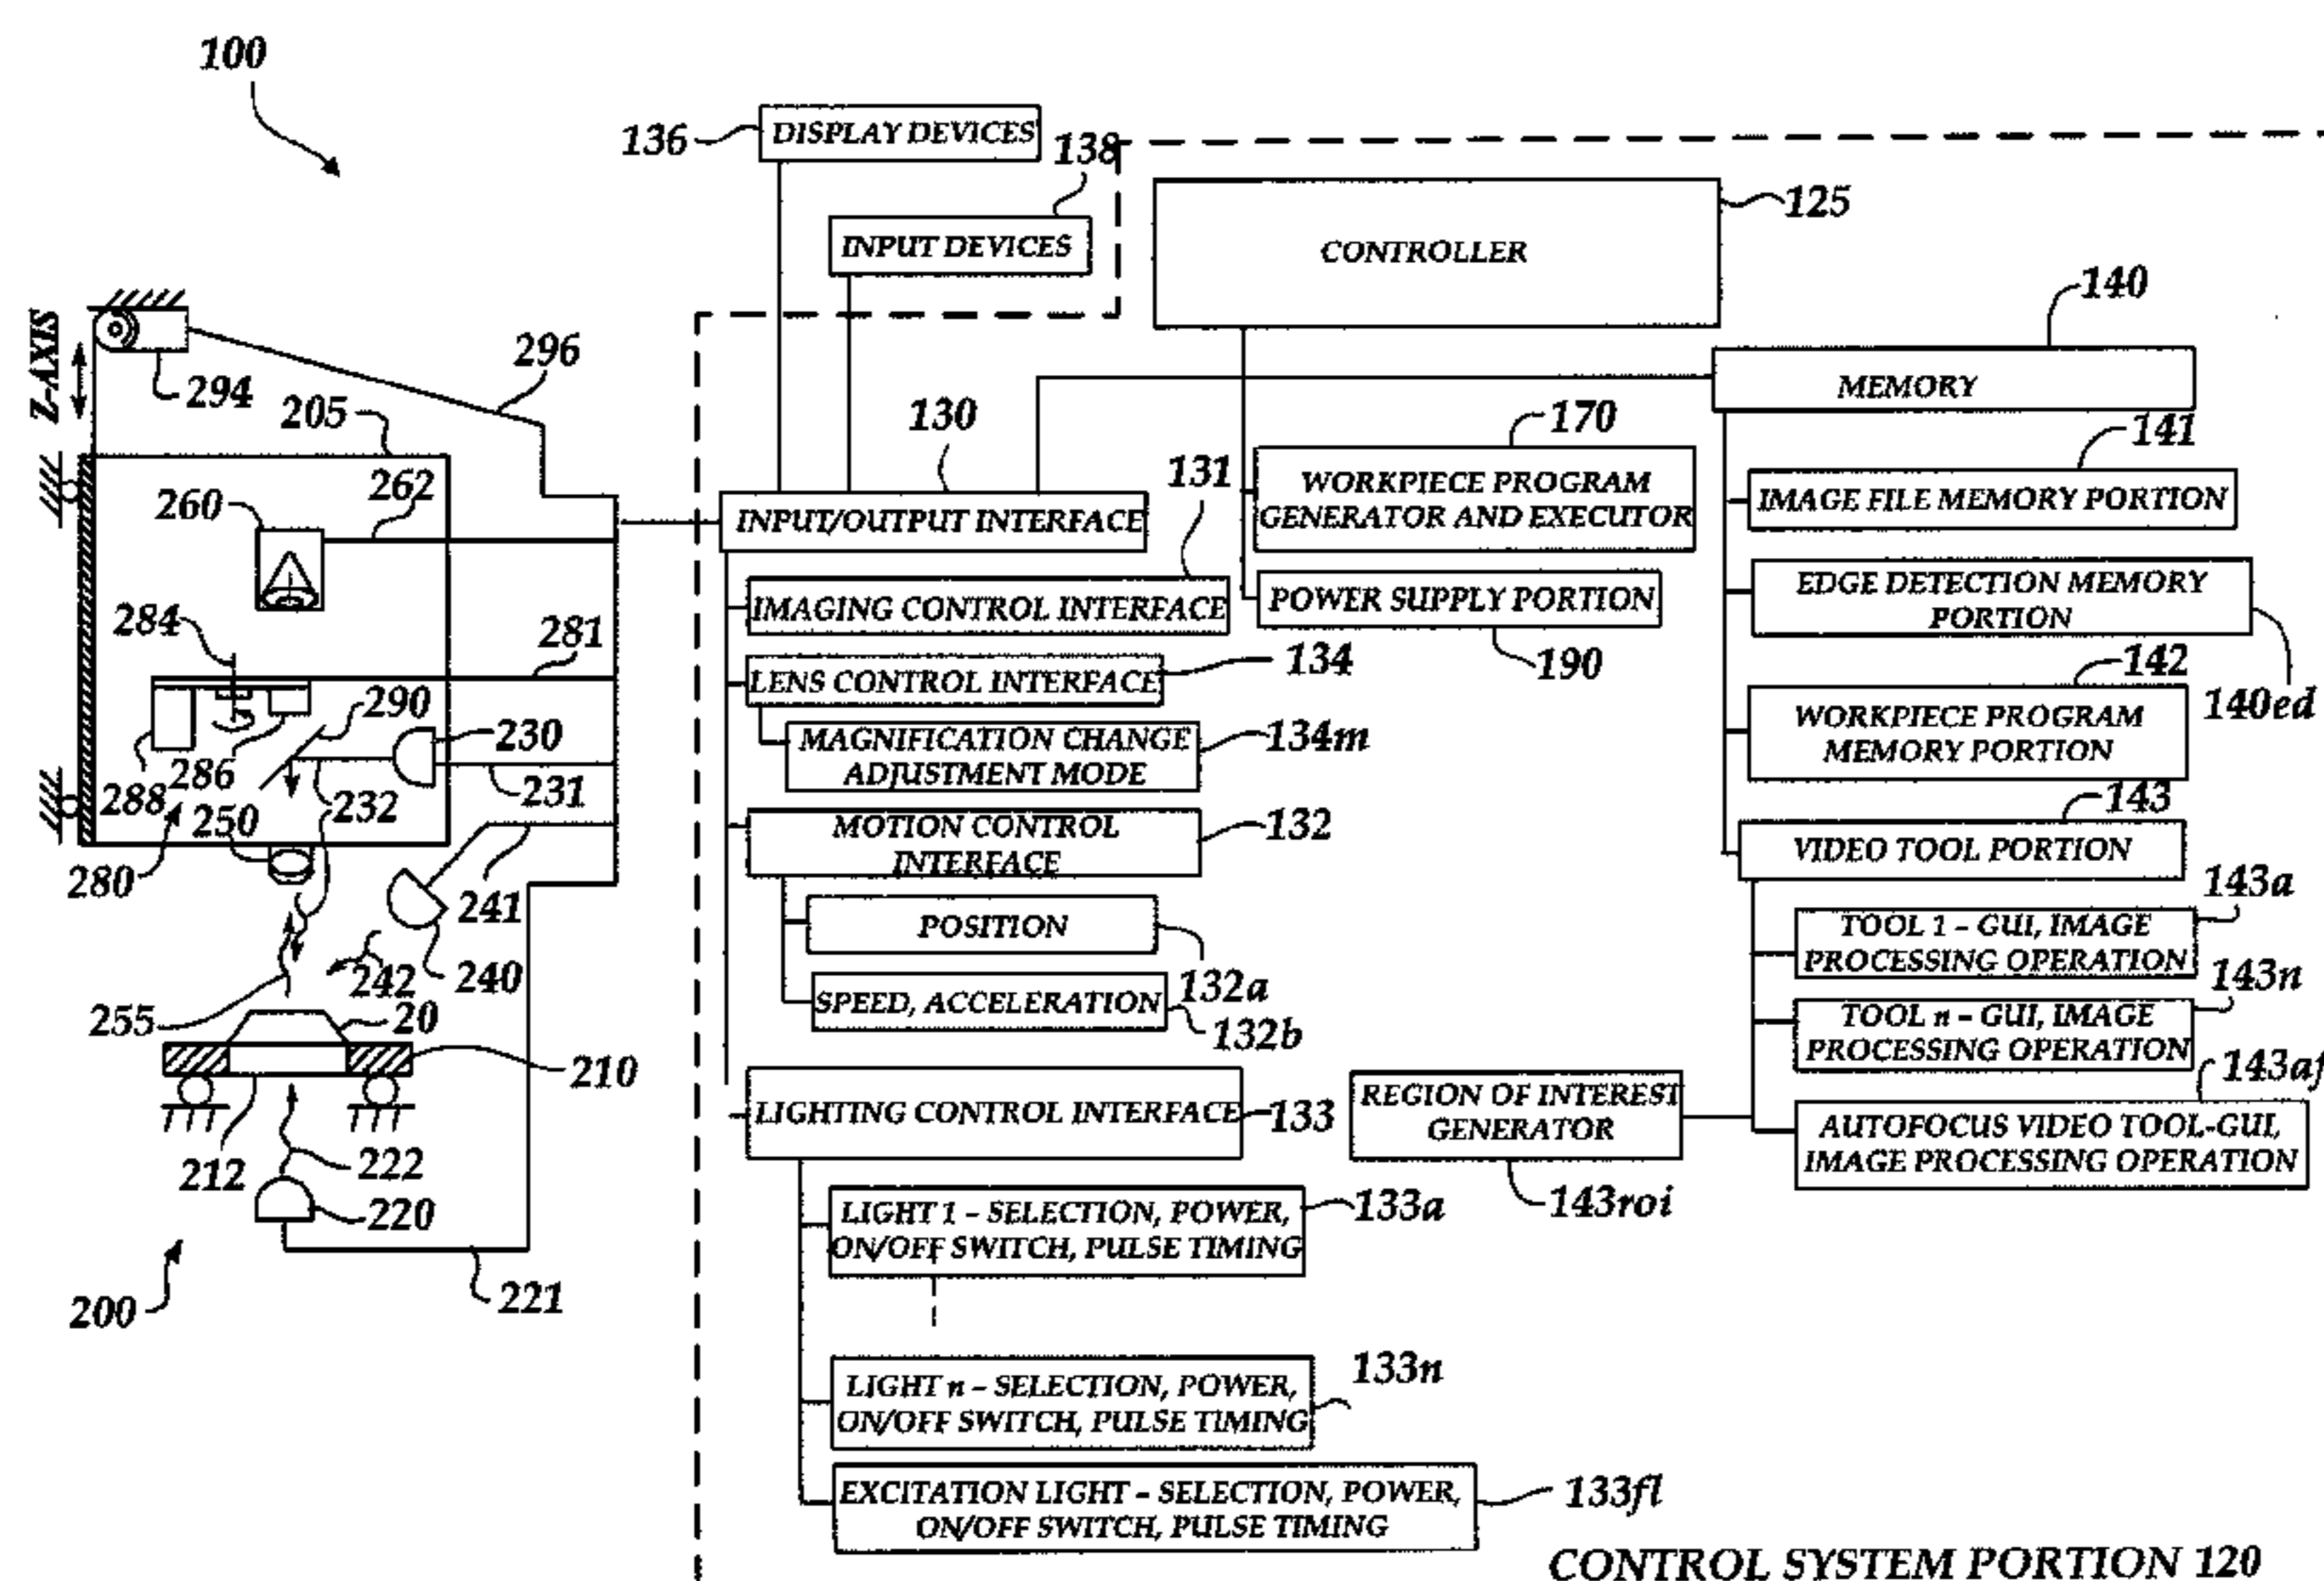 100
136
DISPLAY DEVICES
138
INPUT DEVICES
CONTROLLER
125
140
MEMORY
Z-AXIS
294
296
205
262
260
284
281
290
230
288
286
232
231
250
280
241
242
240
255
20
210
212
222
220
200
221
130
INPUT/OUTPUT INTERFACE
131
IMAGING CONTROL INTERFACE
LENS CONTROL INTERFACE
134
MAGNIFICATION CHANGE
ADJUSTMENT MODE
134m
MOTION CONTROL
INTERFACE
132
POSITION
132a
SPEED, ACCELERATION
132b
LIGHTING CONTROL INTERFACE
133
LIGHT 1 – SELECTION, POWER,
ON/OFF SWITCH, PULSE TIMING
133a
LIGHT n – SELECTION, POWER,
ON/OFF SWITCH, PULSE TIMING
133n
EXCITATION LIGHT – SELECTION, POWER,
ON/OFF SWITCH, PULSE TIMING
133fl
170
WORKPIECE PROGRAM
GENERATOR AND EXECUTOR
POWER SUPPLY PORTION
190
141
IMAGE FILE MEMORY PORTION
EDGE DETECTION MEMORY
PORTION
140ed
142
WORKPIECE PROGRAM
MEMORY PORTION
143
VIDEO TOOL PORTION
143a
TOOL 1 – GUI, IMAGE
PROCESSING OPERATION
143n
TOOL n – GUI, IMAGE
PROCESSING OPERATION
143af
AUTOFOCUS VIDEO TOOL-GUI,
IMAGE PROCESSING OPERATION
REGION OF INTEREST
GENERATOR
143roi
CONTROL SYSTEM PORTION 120